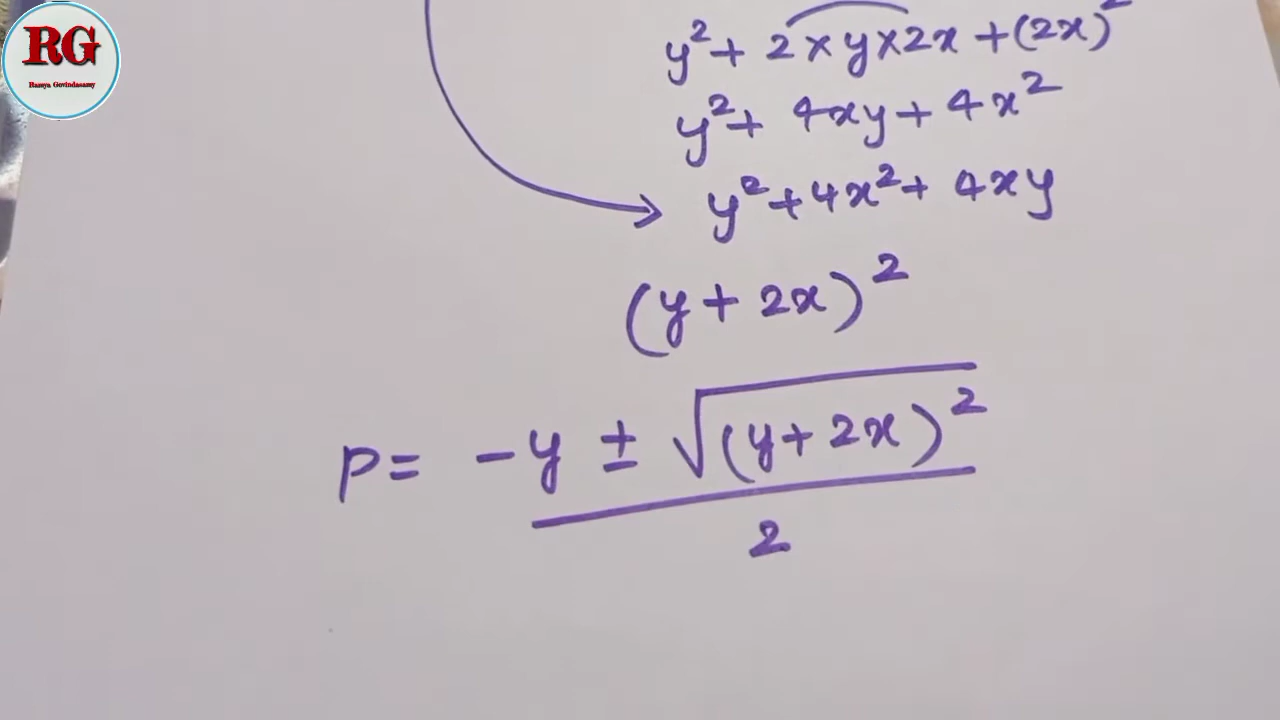 RG
Ramya Govindasamy
y² + 2×y×2x + (2x)²
y² + 4xy + 4x²
y² + 4x² + 4xy
(y + 2x)²
P = -y ± √(y + 2x)²
2